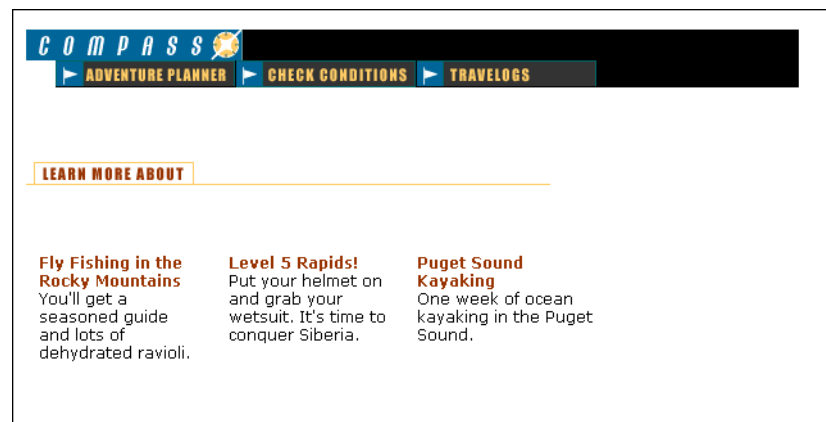 COMPASS
ADVENTURE PLANNER CHECK CONDITIONS TRAVELOGS
LEARN MORE ABOUT
Fly Fishing in the
Rocky Mountains
You'll get a
seasoned guide
and lots of
dehydrated ravioli.
Level 5 Rapids!
Put your helmet on
and grab your
wetsuit. It's time to
conquer Siberia.
Puget Sound
Kayaking
One week of ocean
kayaking in the Puget
Sound.